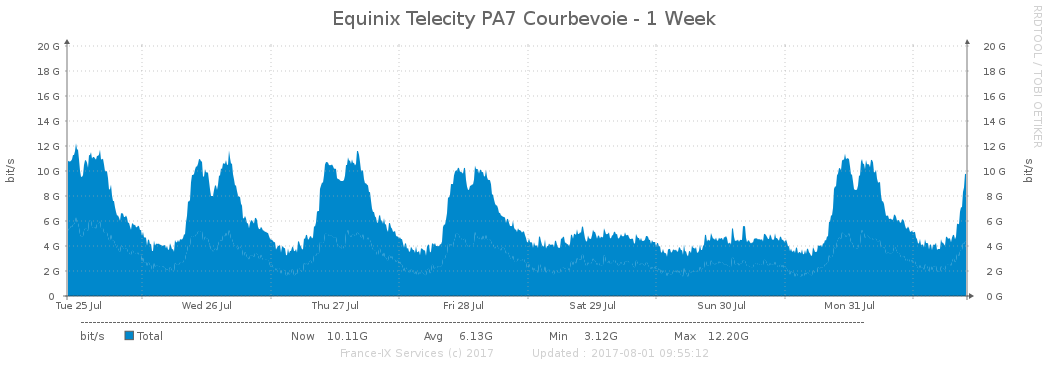 Equinix Telecity PA7 Courbevoie - 1 Week
RRDTOOL / TOBI OETIKER
bit/s
20 G
18 G
16 G
14 G
12 G
10 G
8 G
6 G
4 G
2 G
0
20 G
18 G
16 G
14 G
12 G
10 G
8 G
6 G
4 G
2 G
0 G
bit/s
Tue 25 Jul Wed 26 Jul Thu 27 Jul Fri 28 Jul Sat 29 Jul Sun 30 Jul Mon 31 Jul
bit/s Total Now 10.11G Avg 6.13G Min 3.12G Max 12.20G
France-IX Services (c) 2017 Updated : 2017-08-01 09:55:12